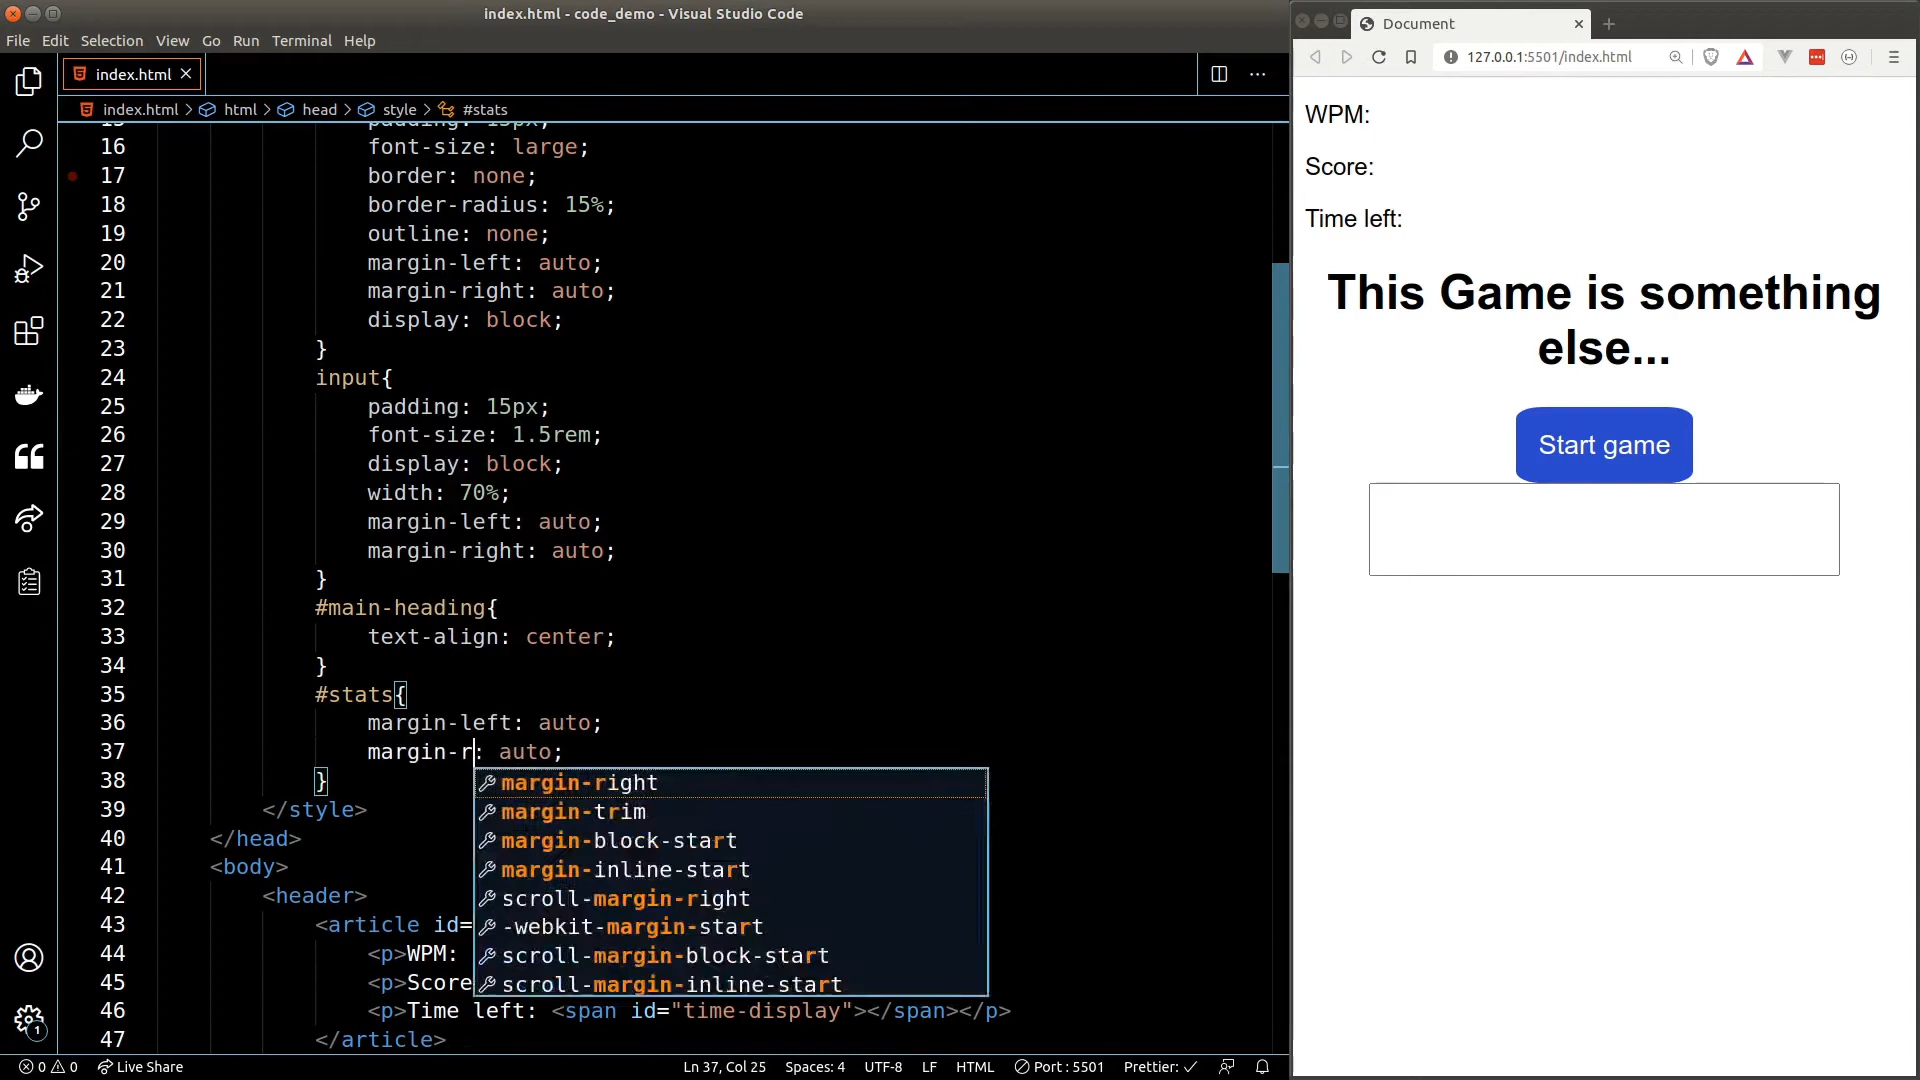 index.html - code_demo - Visual Studio Code
File Edit Selection View Go Run Terminal Help
index.html
index.html > html > head > style > #stats
16 font-size: large;
17 border: none;
18 border-radius: 15%;
19 outline: none;
20 margin-left: auto;
21 margin-right: auto;
22 display: block;
23 }
24 input{
25 padding: 15px;
26 font-size: 1.5rem;
27 display: block;
28 width: 70%;
29 margin-left: auto;
30 margin-right: auto;
31 }
32 #main-heading{
33 text-align: center;
34 }
35 #stats{
36 margin-left: auto;
37 margin-r: auto;
38 }
margin-right
margin-trim
margin-block-start
margin-inline-start
scroll-margin-right
-webkit-margin-start
scroll-margin-block-start
scroll-margin-inline-start
39 </style>
40 </head>
41 <body>
42 <header>
43 <article id=
44 <p>WPM:
45 <p>Score
46 <p>Time left: <span id="time-display"></span></p>
47 </article>
1
0 0 Live Share
Ln 37, Col 25 Spaces: 4 UTF-8 LF HTML Port : 5501 Prettier: ✓
Document
127.0.0.1:5501/index.html
WPM:
Score:
Time left:
This Game is something
else...
Start game